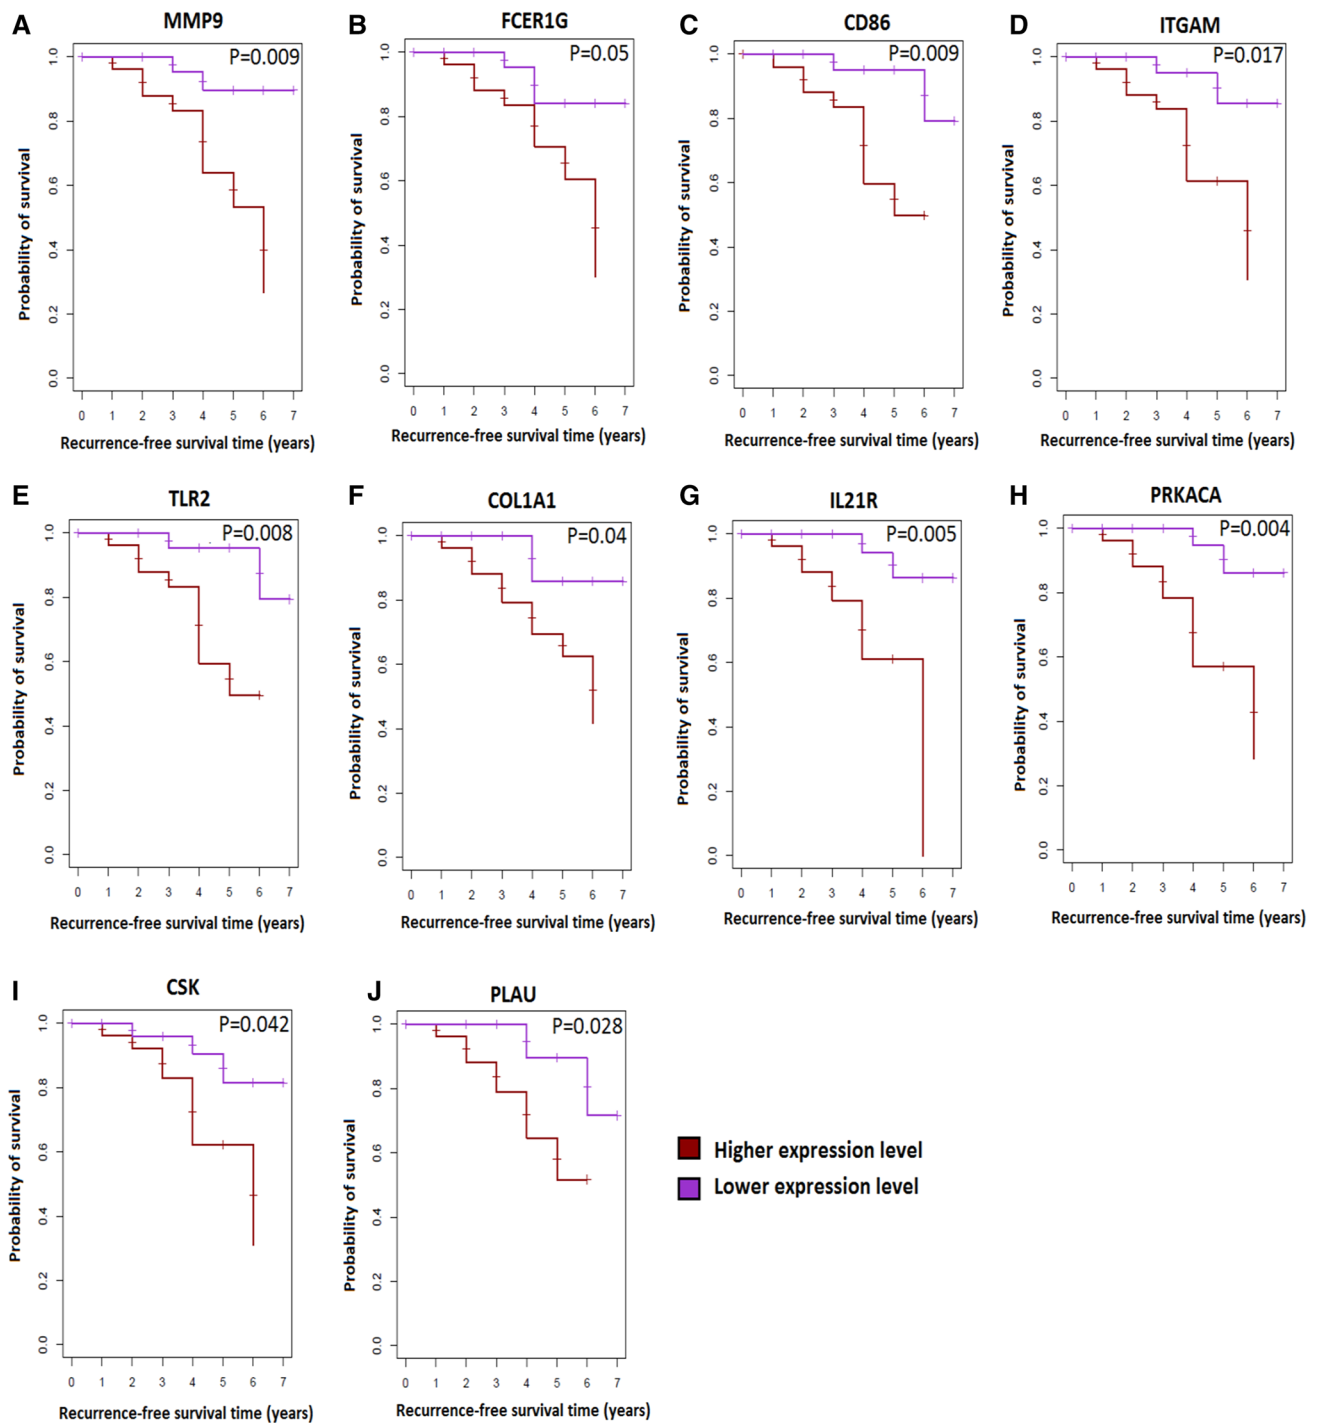 A
MMP9
P=0.009
Probability of survival
0.0 0.2 0.4 0.6 0.8 1.0
0 1 2 3 4 5 6 7
Recurrence-free survival time (years)
B
FCER1G
P=0.05
Probability of survival
0.0 0.2 0.4 0.6 0.8 1.0
0 1 2 3 4 5 6 7
Recurrence-free survival time (years)
C
CD86
P=0.009
Probability of survival
0.0 0.2 0.4 0.6 0.8 1.0
0 1 2 3 4 5 6 7
Recurrence-free survival time (years)
D
ITGAM
P=0.017
Probability of survival
0.0 0.2 0.4 0.6 0.8 1.0
0 1 2 3 4 5 6 7
Recurrence-free survival time (years)
E
TLR2
P=0.008
Probability of survival
0.0 0.2 0.4 0.6 0.8 1.0
0 1 2 3 4 5 6 7
Recurrence-free survival time (years)
F
COL1A1
P=0.04
Probability of survival
0.0 0.2 0.4 0.6 0.8 1.0
0 1 2 3 4 5 6 7
Recurrence-free survival time (years)
G
IL21R
P=0.005
Probability of survival
0.0 0.2 0.4 0.6 0.8 1.0
0 1 2 3 4 5 6 7
Recurrence-free survival time (years)
H
PRKACA
P=0.004
Probability of survival
0.0 0.2 0.4 0.6 0.8 1.0
0 1 2 3 4 5 6 7
Recurrence-free survival time (years)
I
CSK
P=0.042
Probability of survival
0.0 0.2 0.4 0.6 0.8 1.0
0 1 2 3 4 5 6 7
Recurrence-free survival time (years)
J
PLAU
P=0.028
Probability of survival
0.0 0.2 0.4 0.6 0.8 1.0
0 1 2 3 4 5 6 7
Recurrence-free survival time (years)
Higher expression level
Lower expression level